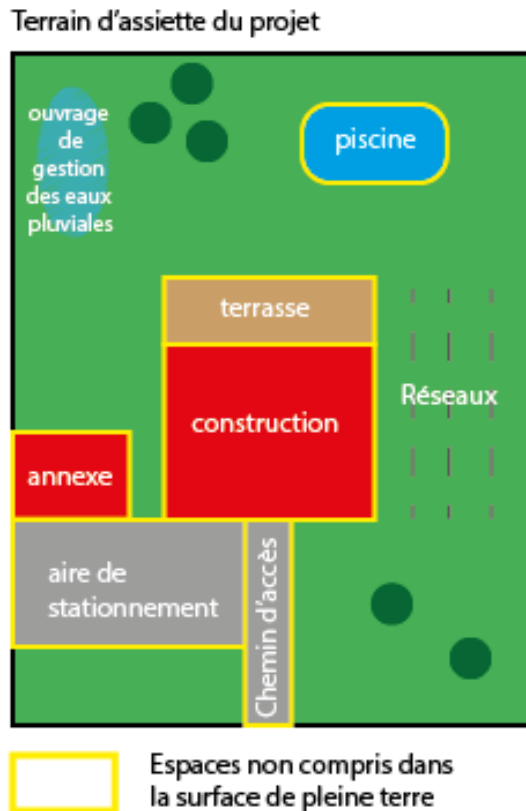 Terrain d'assiette du projet
ouvrage
de
gestion
des eaux
pluviales
piscine
terrasse
Réseaux
construction
annexe
aire de
stationnement
Chemin d'accès
Espaces non compris dans
la surface de pleine terre